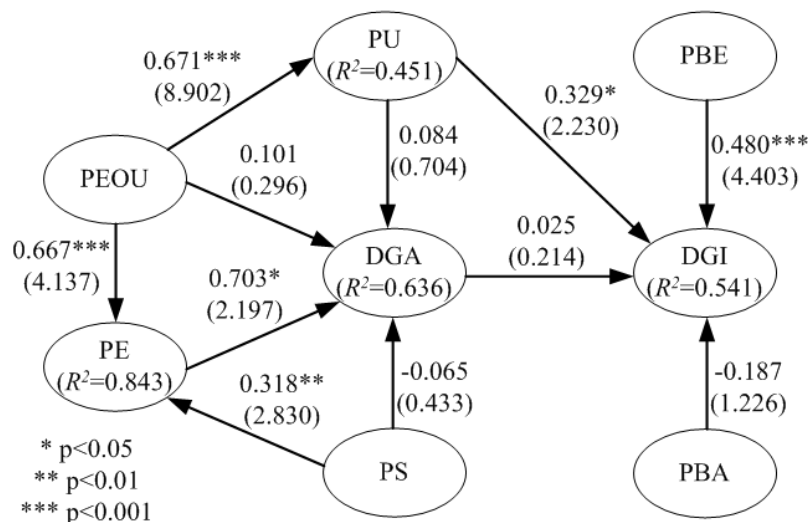 PU
(R²=0.451)
PBE
0.671***
(8.902)
0.329*
(2.230)
0.084
(0.704)
0.480***
(4.403)
PEOU
0.101
(0.296)
0.667***
(4.137)
DGA
(R²=0.636)
0.025
(0.214)
DGI
(R²=0.541)
0.703*
(2.197)
PE
(R²=0.843)
0.318**
(2.830)
-0.065
(0.433)
-0.187
(1.226)
PS
PBA
* p<0.05
** p<0.01
*** p<0.001